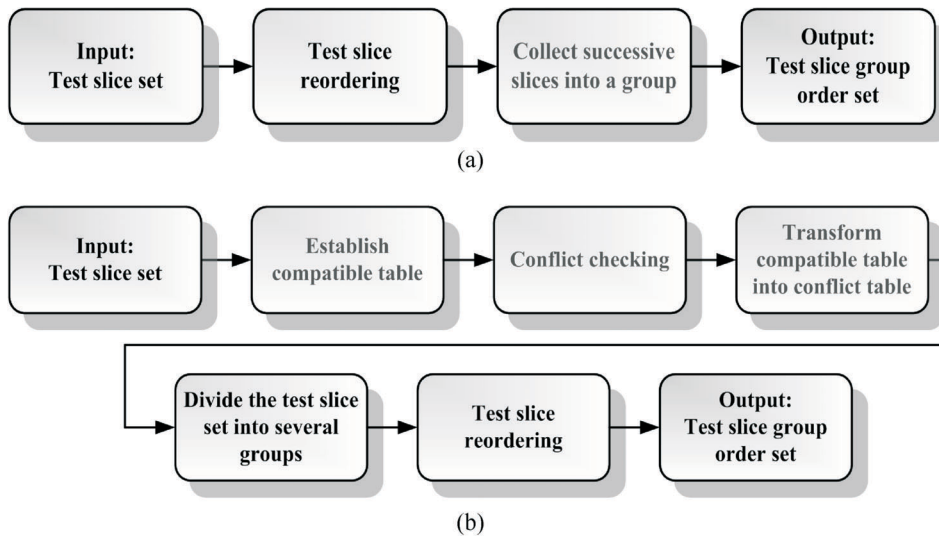 Input:
Test slice set
Test slice
reordering
Collect successive
slices into a group
Output:
Test slice group
order set
(a)
Input:
Test slice set
Establish
compatible table
Conflict checking
Transform
compatible table
into conflict table
Divide the test slice
set into several
groups
Test slice
reordering
Output:
Test slice group
order set
(b)